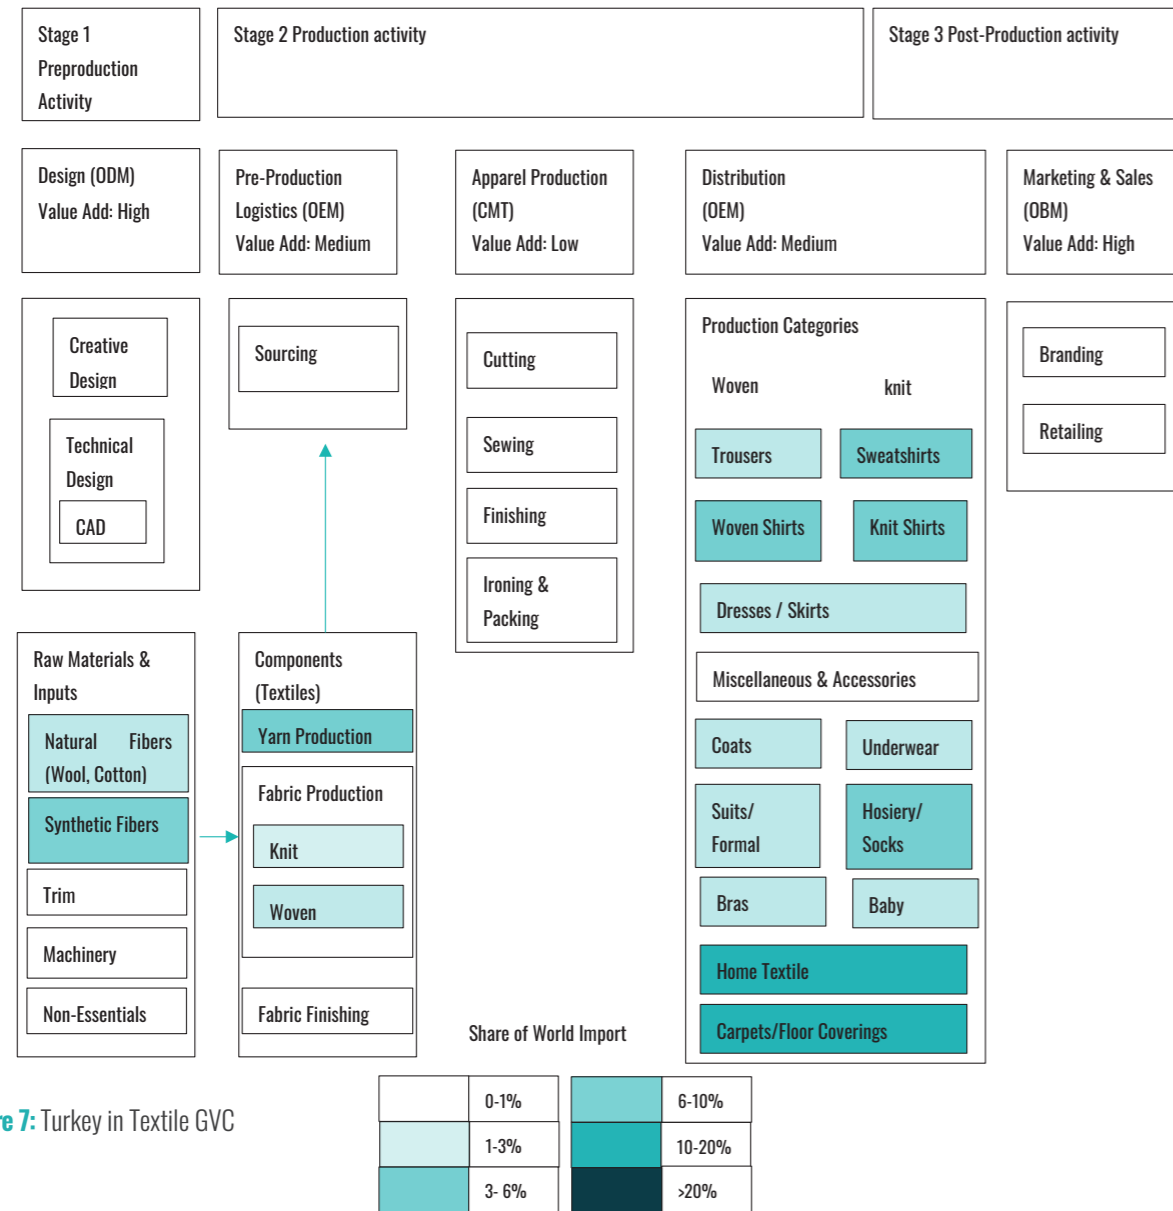 Stage 1
Preproduction
Activity
Stage 2 Production activity
Stage 3 Post-Production activity
Design (ODM)
Value Add: High
Pre-Production
Logistics (OEM)
Value Add: Medium
Apparel Production
(CMT)
Value Add: Low
Distribution
(OEM)
Value Add: Medium
Marketing & Sales
(OBM)
Value Add: High
Creative
Design
Technical
Design
CAD
Sourcing
Cutting
Sewing
Finishing
Ironing &
Packing
Production Categories
Woven
knit
Trousers
Sweatshirts
Woven Shirts
Knit Shirts
Dresses / Skirts
Miscellaneous & Accessories
Coats
Underwear
Suits/
Formal
Hosiery/
Socks
Bras
Baby
Home Textile
Carpets/Floor Coverings
Branding
Retailing
Raw Materials &
Inputs
Natural Fibers
(Wool, Cotton)
Synthetic Fibers
Trim
Machinery
Non-Essentials
Components
(Textiles)
Yarn Production
Fabric Production
Knit
Woven
Fabric Finishing
Share of World Import
0-1%
6-10%
1-3%
10-20%
3- 6%
>20%
re 7: Turkey in Textile GVC